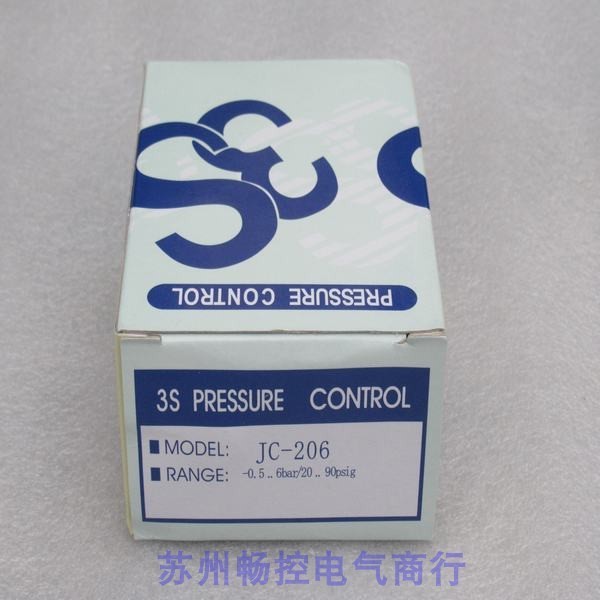 3S
PRESSURE CONTROL
3S PRESSURE CONTROL
MODEL: JC-206
RANGE: -0.5..6bar/20..90psig
苏州畅控电气商行